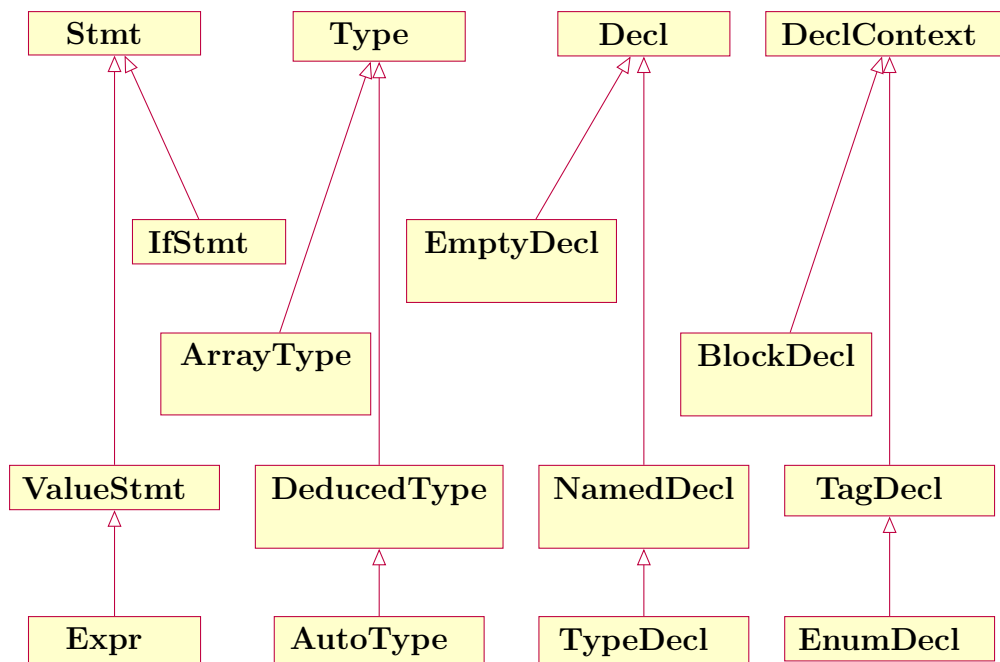 Stmt
Type
Decl
DeclContext
IfStmt
EmptyDecl
ArrayType
BlockDecl
ValueStmt
DeducedType
NamedDecl
TagDecl
Expr
AutoType
TypeDecl
EnumDecl